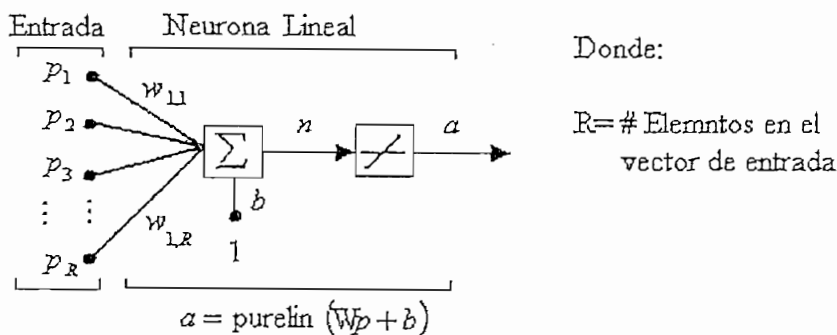 Entrada
Neurona Lineal
Donde:
p1
w1,1
p2
n
a
R=# Elemntos en el
p3
Σ
vector de entrada
⋮ ⋮
b
w1,R
1
pR
a = purelin (Wp + b)